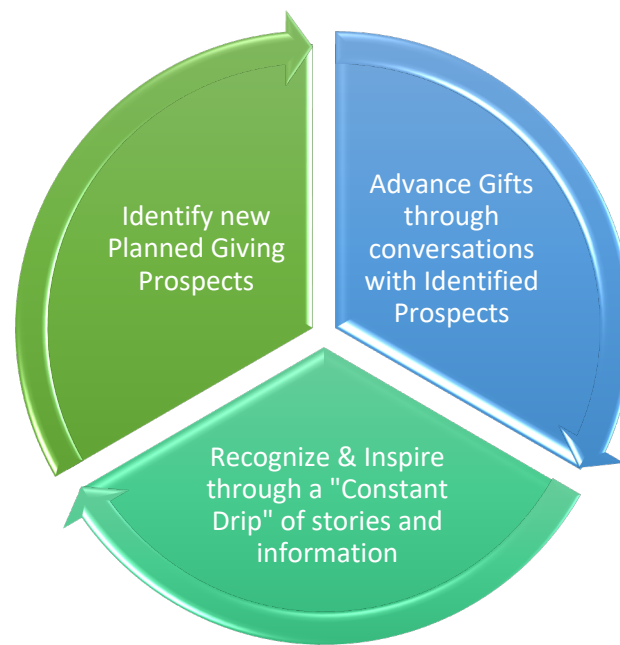 Identify new
Planned Giving
Prospects
Advance Gifts
through
conversations
with Identified
Prospects
Recognize & Inspire
through a "Constant
Drip" of stories and
information